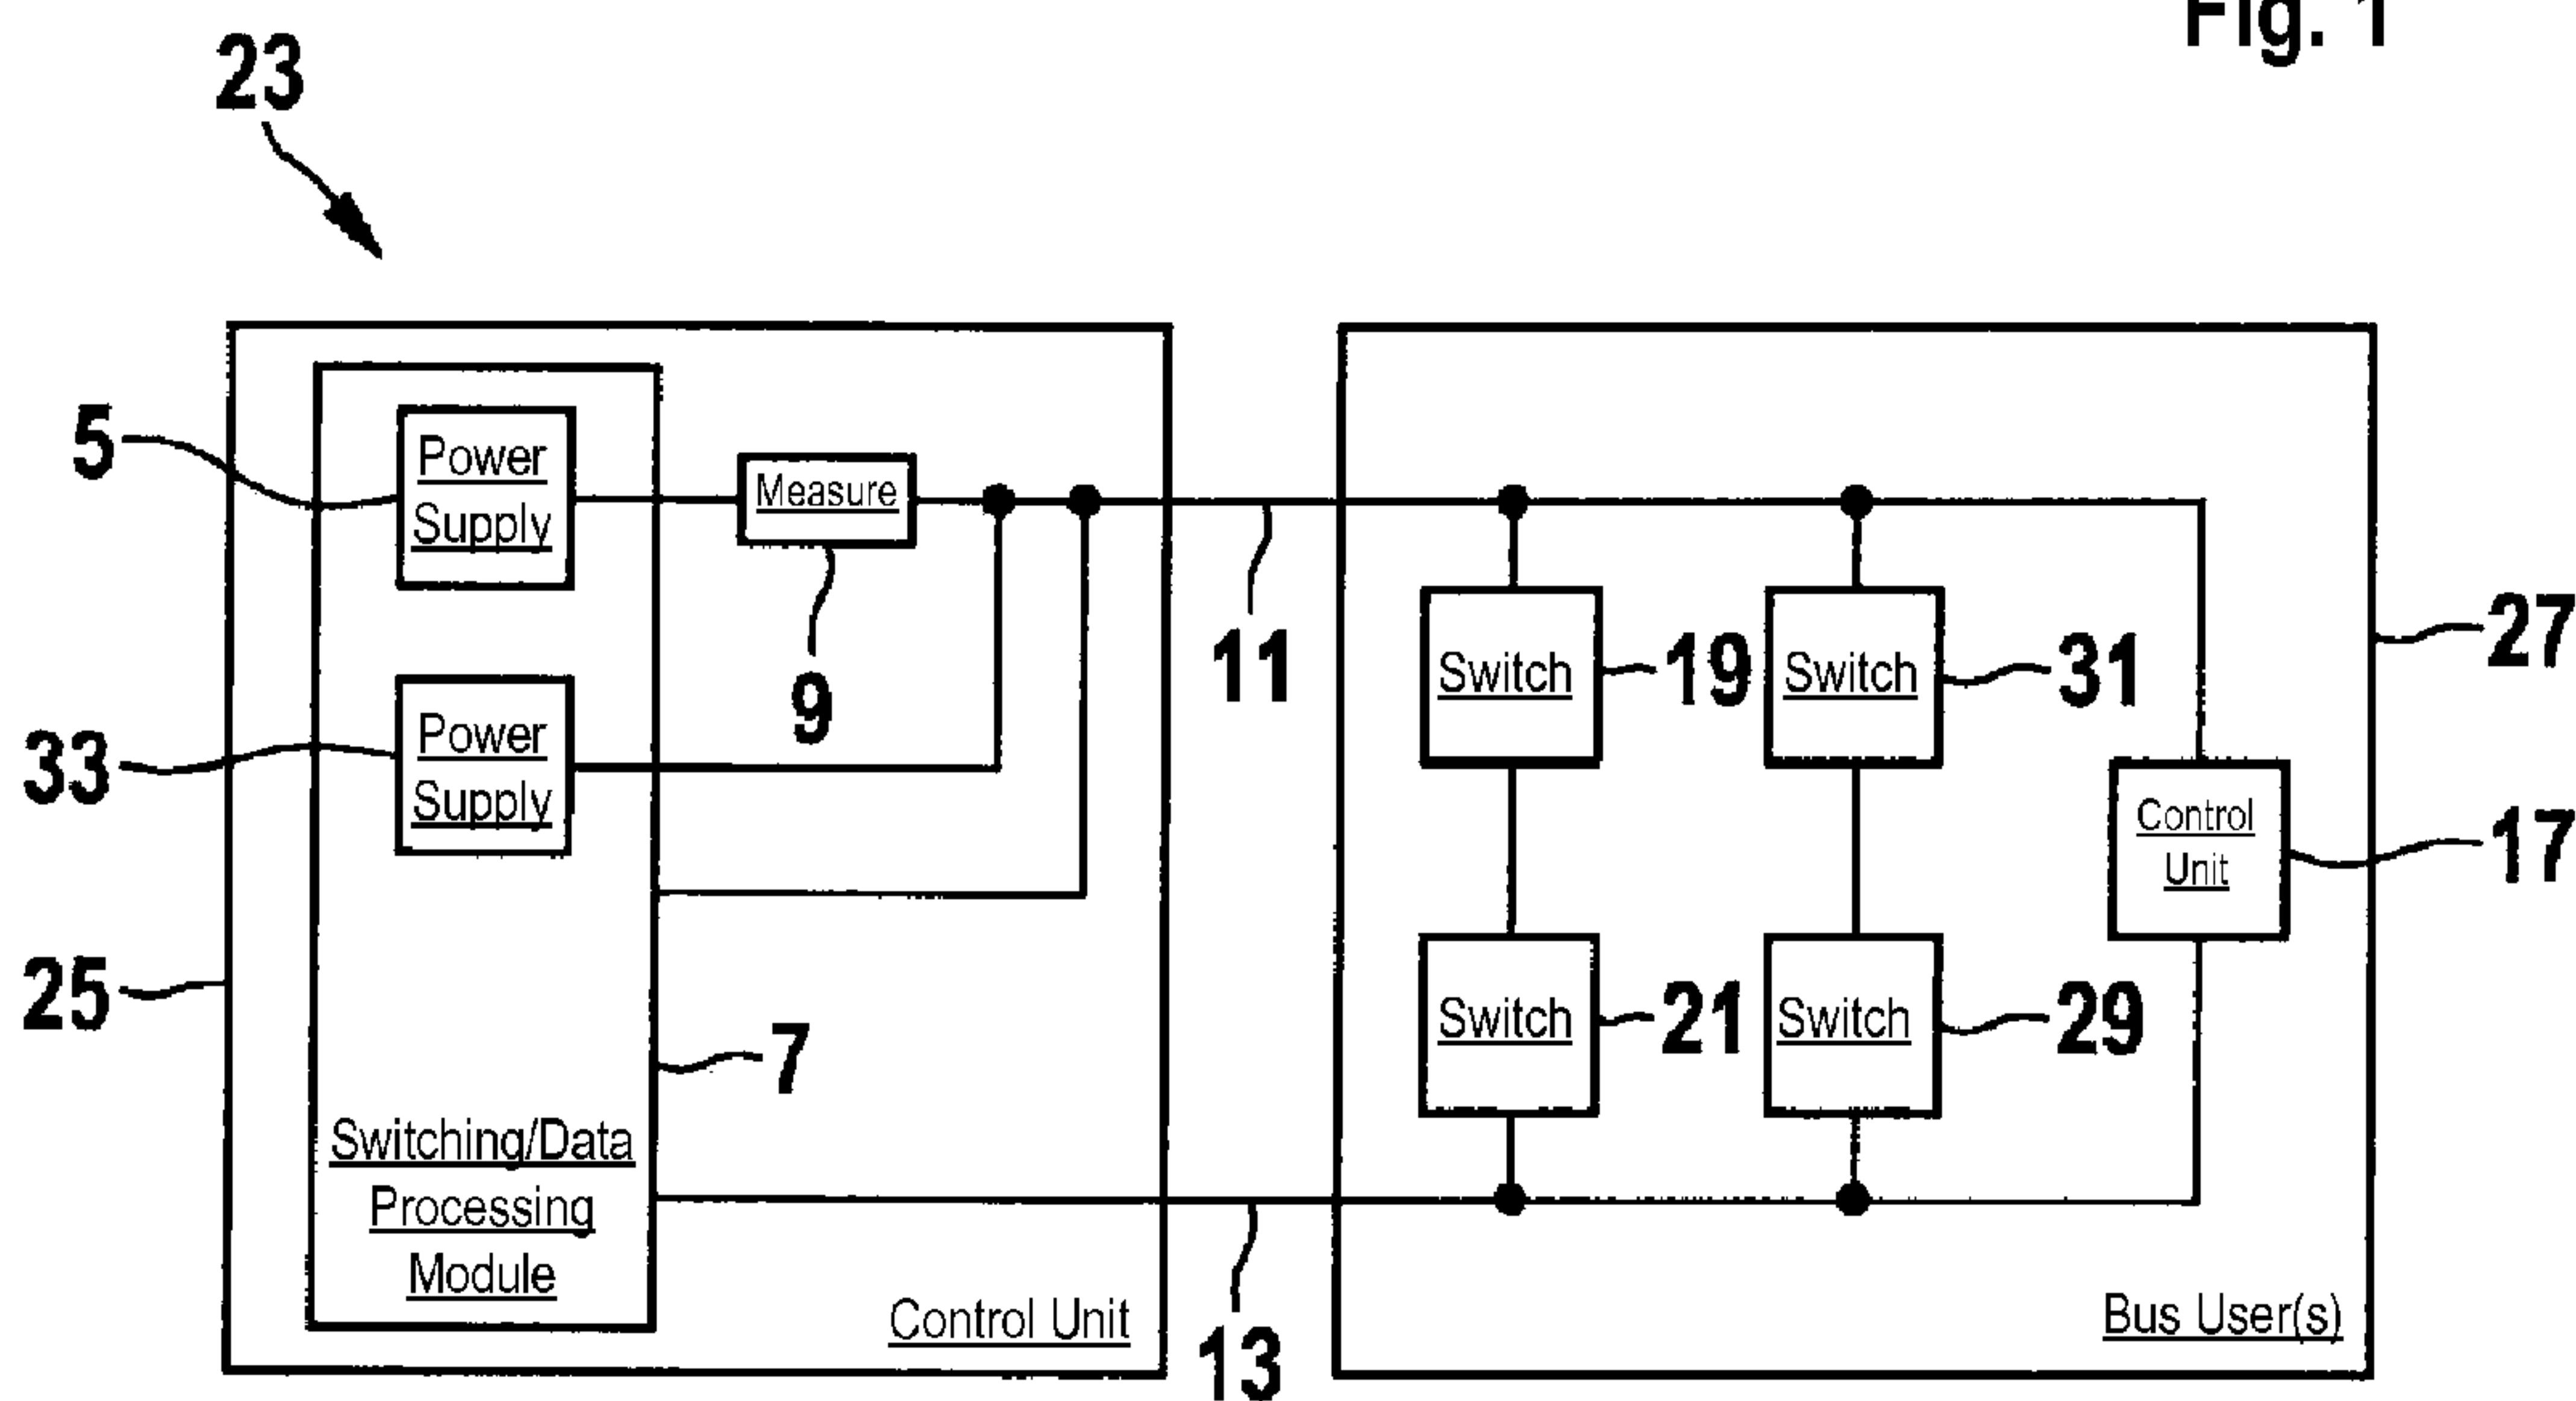 Fig. 1
23
5
Power
Supply
Measure
9
11
Switch
19
Switch
31
27
33
Power
Supply
Control
Unit
17
25
7
Switch
21
Switch
29
Switching/Data
Processing
Module
Control Unit
13
Bus User(s)